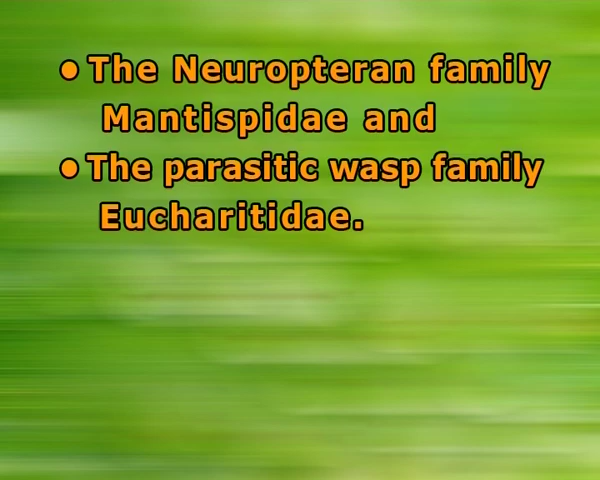 • The Neuropteran family
Mantispidae and
• The parasitic wasp family
Eucharitidae.